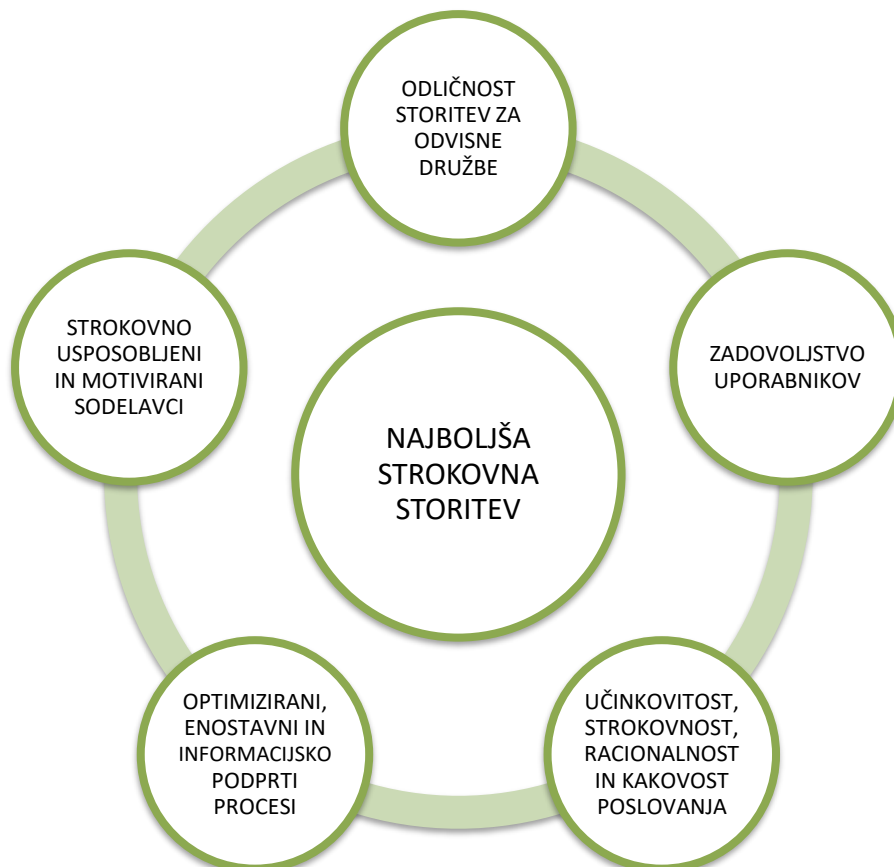 ODLIČNOST
STORITEV ZA
ODVISNE
DRUŽBE
ZADOVOLJSTVO
UPORABNIKOV
UČINKOVITOST,
STROKOVNOST,
RACIONALNOST
IN KAKOVOST
POSLOVANJA
OPTIMIZIRANI,
ENOSTAVNI IN
INFORMACIJSKO
PODPRTI
PROCESI
STROKOVNO
USPOSOBLJENI
IN MOTIVIRANI
SODELAVCI
NAJBOLJŠA
STROKOVNA
STORITEV